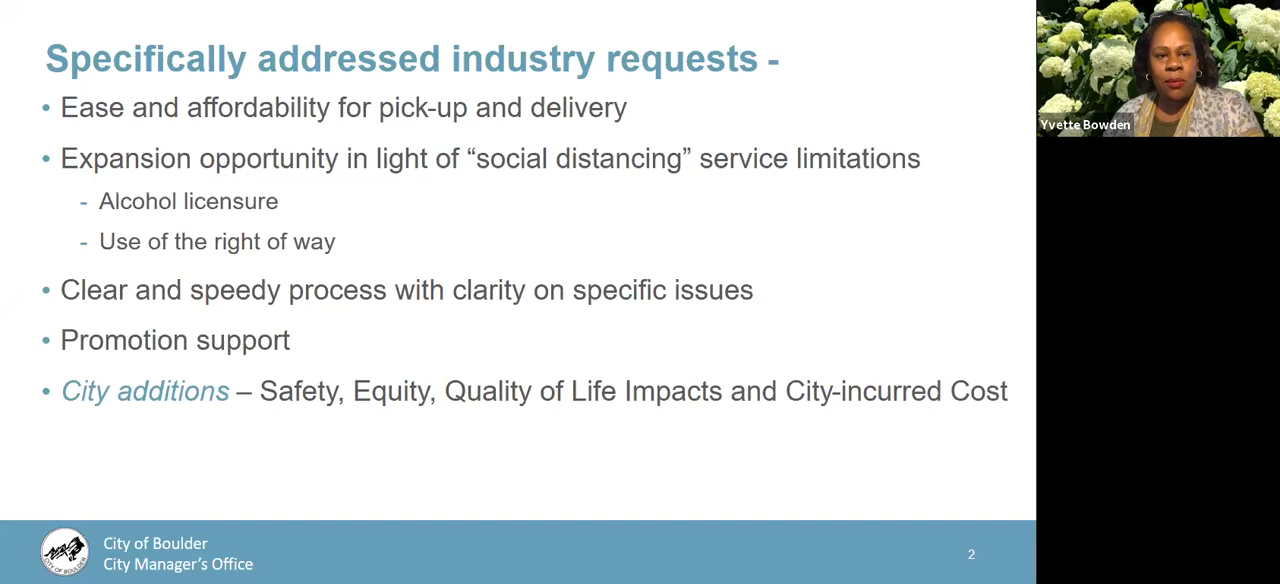 Specifically addressed industry requests -
• Ease and affordability for pick-up and delivery
• Expansion opportunity in light of “social distancing” service limitations
- Alcohol licensure
- Use of the right of way
• Clear and speedy process with clarity on specific issues
• Promotion support
• City additions – Safety, Equity, Quality of Life Impacts and City-incurred Cost
CITY OF BOULDER
City of Boulder
City Manager’s Office
2
Yvette Bowden